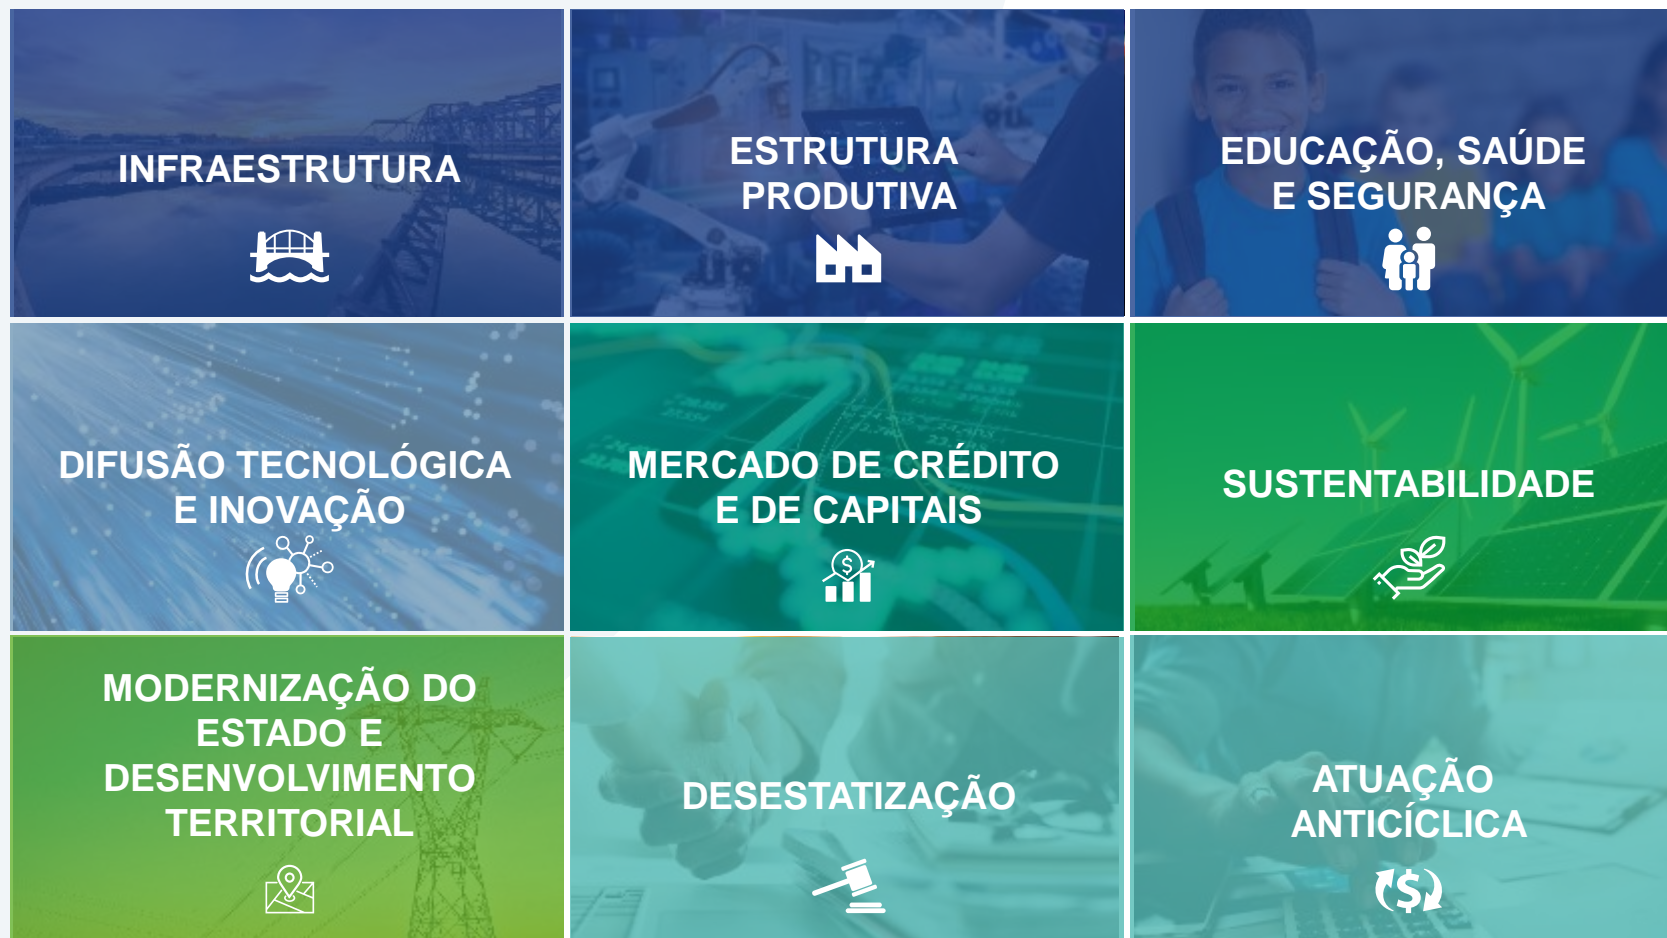 INFRAESTRUTURA
ESTRUTURA
PRODUTIVA
EDUCAÇÃO, SAÚDE
E SEGURANÇA
DIFUSÃO TECNOLÓGICA
E INOVAÇÃO
MERCADO DE CRÉDITO
E DE CAPITAIS
SUSTENTABILIDADE
MODERNIZAÇÃO DO
ESTADO E
DESENVOLVIMENTO
TERRITORIAL
DESESTATIZAÇÃO
ATUAÇÃO
ANTICÍCLICA